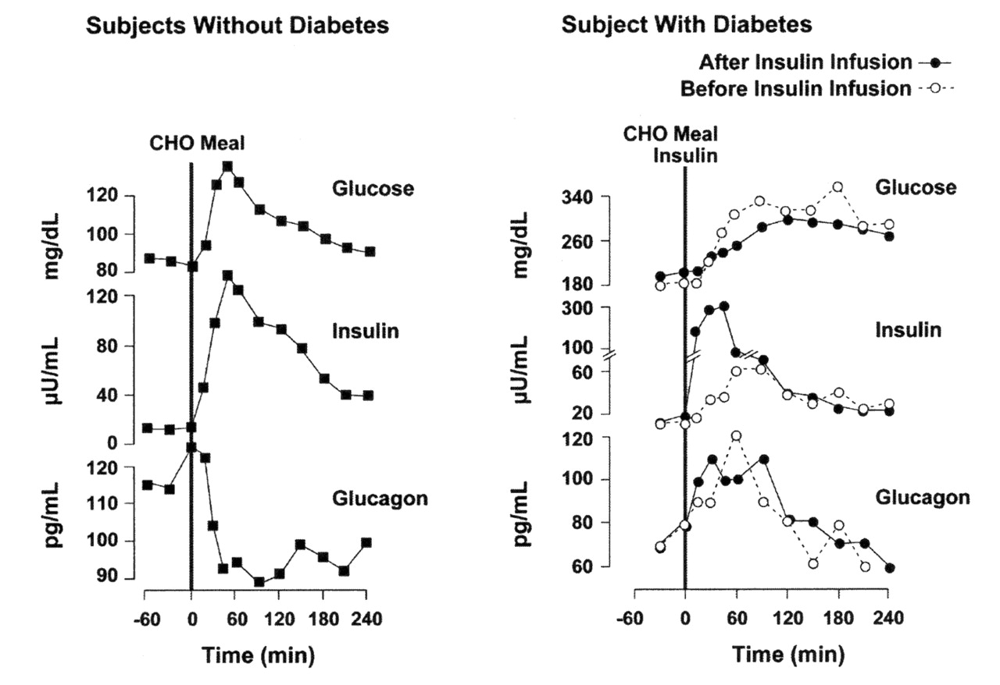 Subjects Without Diabetes
CHO Meal
Glucose
120
100
80
mg/dL
Insulin
120
80
40
0
µU/mL
Glucagon
120
110
100
90
pg/mL
-60 0 60 120 180 240
Time (min)
Subject With Diabetes
After Insulin Infusion
Before Insulin Infusion
CHO Meal
Insulin
Glucose
340
260
180
mg/dL
Insulin
300
100
60
20
µU/mL
Glucagon
120
100
80
60
pg/mL
-60 0 60 120 180 240
Time (min)